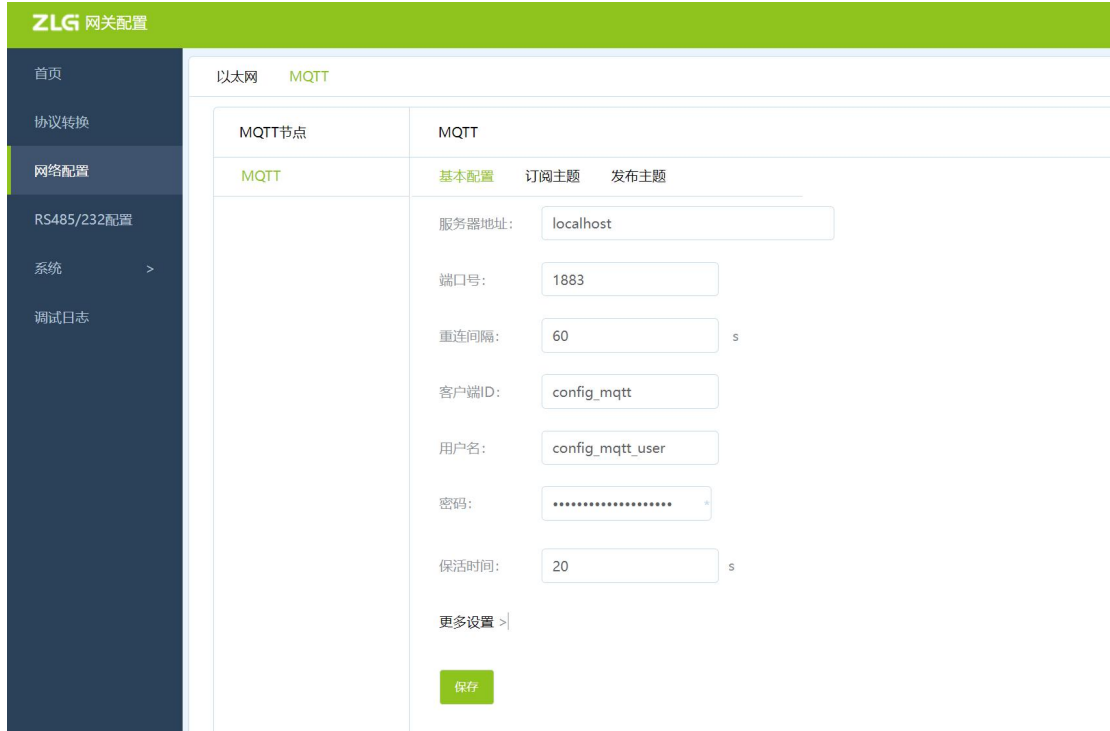 ZLG 网关配置
首页
协议转换
网络配置
RS485/232配置
系统 >
调试日志
以太网 MQTT
MQTT节点
MQTT
MQTT
基本配置 订阅主题 发布主题
服务器地址: localhost
端口号: 1883
重连间隔: 60 s
客户端ID: config_mqtt
用户名: config_mqtt_user
密码: •••••••••••••••••••• *
保活时间: 20 s
更多设置 >
保存